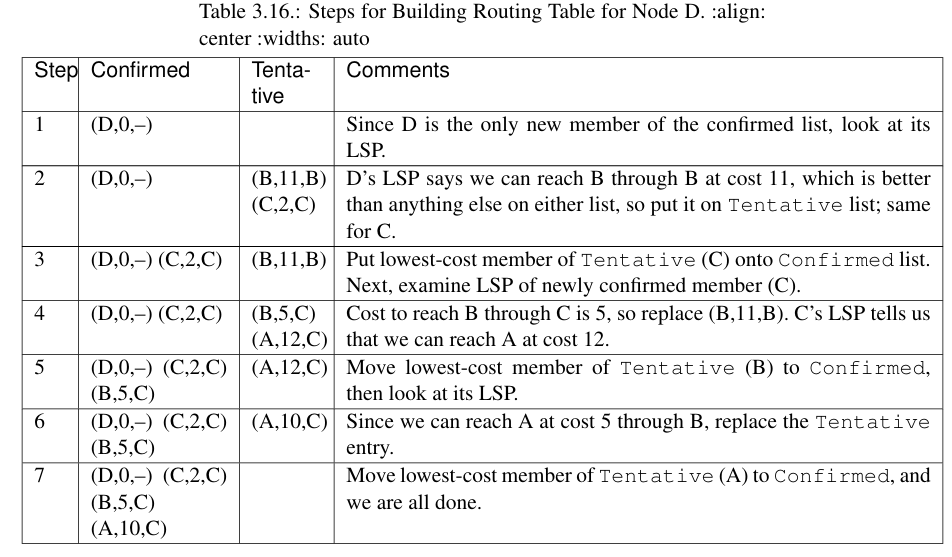 Table 3.16.: Steps for Building Routing Table for Node D. :align:
center :widths: auto
Step Confirmed Tenta- Comments
tive
1 (D,0,–) Since D is the only new member of the confirmed list, look at its
LSP.
2 (D,0,–) (B,11,B) D's LSP says we can reach B through B at cost 11, which is better
(C,2,C) than anything else on either list, so put it on Tentative list; same
for C.
3 (D,0,–) (C,2,C) (B,11,B) Put lowest-cost member of Tentative (C) onto Confirmed list.
Next, examine LSP of newly confirmed member (C).
4 (D,0,–) (C,2,C) (B,5,C) Cost to reach B through C is 5, so replace (B,11,B). C's LSP tells us
(A,12,C) that we can reach A at cost 12.
5 (D,0,–) (C,2,C) (A,12,C) Move lowest-cost member of Tentative (B) to Confirmed,
(B,5,C) then look at its LSP.
6 (D,0,–) (C,2,C) (A,10,C) Since we can reach A at cost 5 through B, replace the Tentative
(B,5,C) entry.
7 (D,0,–) (C,2,C) Move lowest-cost member of Tentative (A) to Confirmed, and
(B,5,C) we are all done.
(A,10,C)